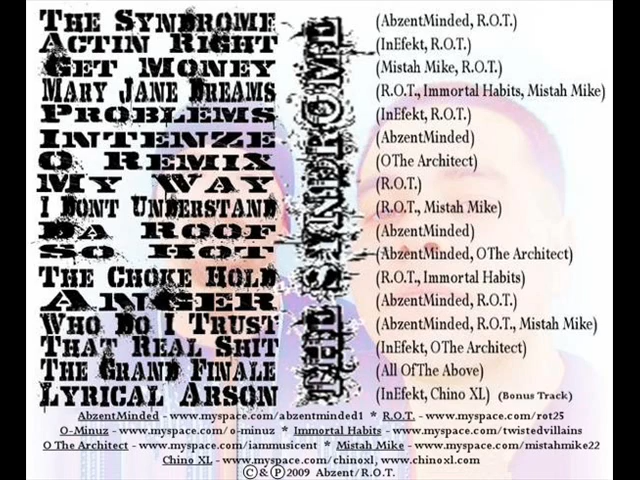 The Syndrome (AbzentMinded, R.O.T.)
Actin Right (InEfekt, R.O.T.)
Get Money (Mistah Mike, R.O.T.)
Mary Jane Dreams (R.O.T., Immortal Habits, Mistah Mike)
Problems (InEfekt, R.O.T.)
Intenze (AbzentMinded)
O Remix (OThe Architect)
My Way (R.O.T.)
I Dont Understand (R.O.T., Mistah Mike)
Da Roof (AbzentMinded)
So Hot (AbzentMinded, OThe Architect)
The Choke Hold (R.O.T., Immortal Habits)
Anger (AbzentMinded, R.O.T.)
Who Do I Trust (AbzentMinded, R.O.T., Mistah Mike)
That Real Shit (InEfekt, OThe Architect)
The Grand Finale (All OfThe Above)
Lyrical Arson (InEfekt, Chino XL) (Bonus Track)
The Syndrome
AbzentMinded - www.myspace.com/abzentminded1 * R.O.T. - www.myspace.com/rot25
O-Minuz - www.myspace.com/o-minuz * Immortal Habits - www.myspace.com/twistedvillains
O The Architect - www.myspace.com/iammusicent * Mistah Mike - www.myspace.com/mistahmike22
Chino XL - www.myspace.com/chinoxl, www.chinoxl.com
©&℗2009 Abzent/R.O.T.